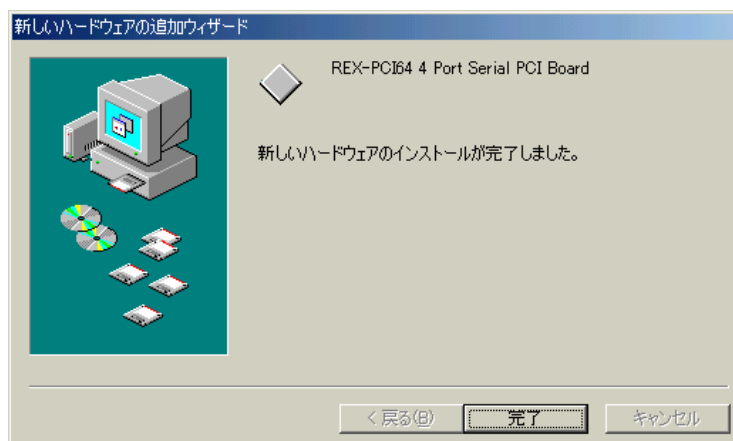 新しいハードウェアの追加ウィザード
REX-PCI64 4 Port Serial PCI Board
新しいハードウェアのインストールが完了しました。
< 戻る(B)
完了
キャンセル